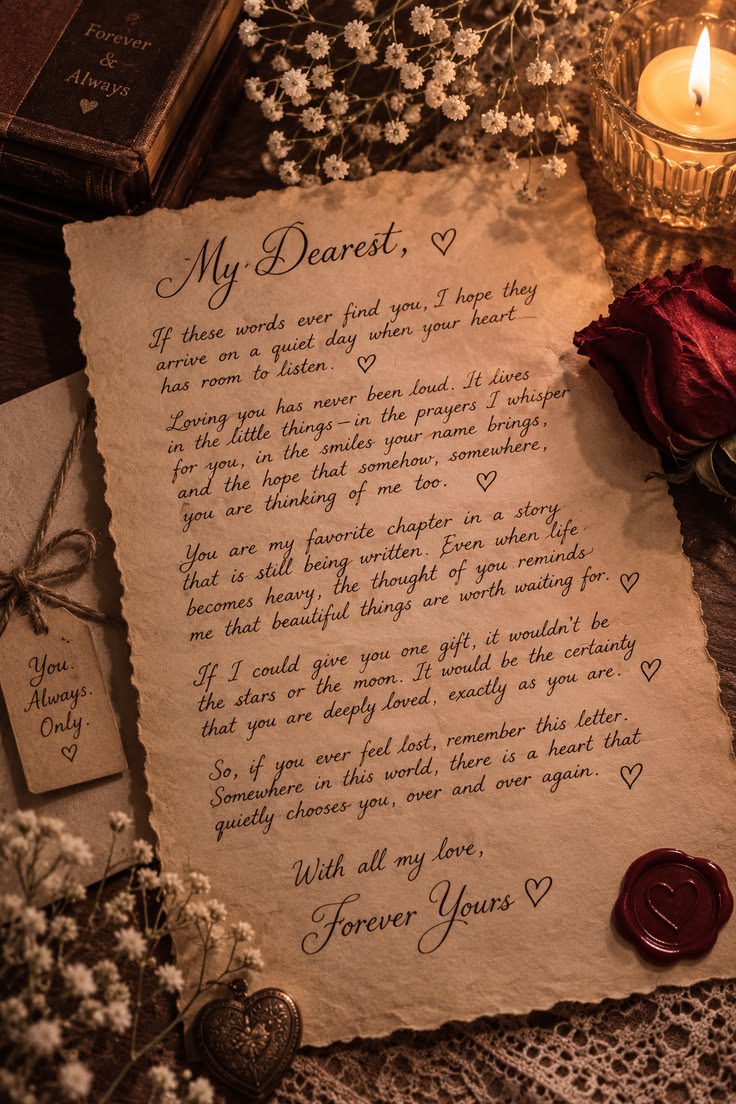 Forever
&
Always
♡
My Dearest, ♡
If these words ever find you, I hope they
arrive on a quiet day when your heart
has room to listen. ♡
Loving you has never been loud. It lives
in the little things – in the prayers I whisper
for you, in the smiles your name brings,
and the hope that somehow, somewhere,
you are thinking of me too. ♡
You are my favorite chapter in a story
that is still being written. Even when life
becomes heavy, the thought of you reminds
me that beautiful things are worth waiting for. ♡
If I could give you one gift, it wouldn't be
the stars or the moon. It would be the certainty
that you are deeply loved, exactly as you are. ♡
So, if you ever feel lost, remember this letter.
Somewhere in this world, there is a heart that
quietly chooses you, over and over again. ♡
With all my love,
Forever Yours ♡
You.
Always.
Only.
♡